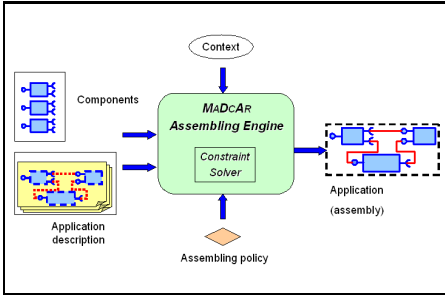 Context
Components
MADCAR
Assembling Engine
Constraint
Solver
Application
description
Assembling policy
Application
(assembly)